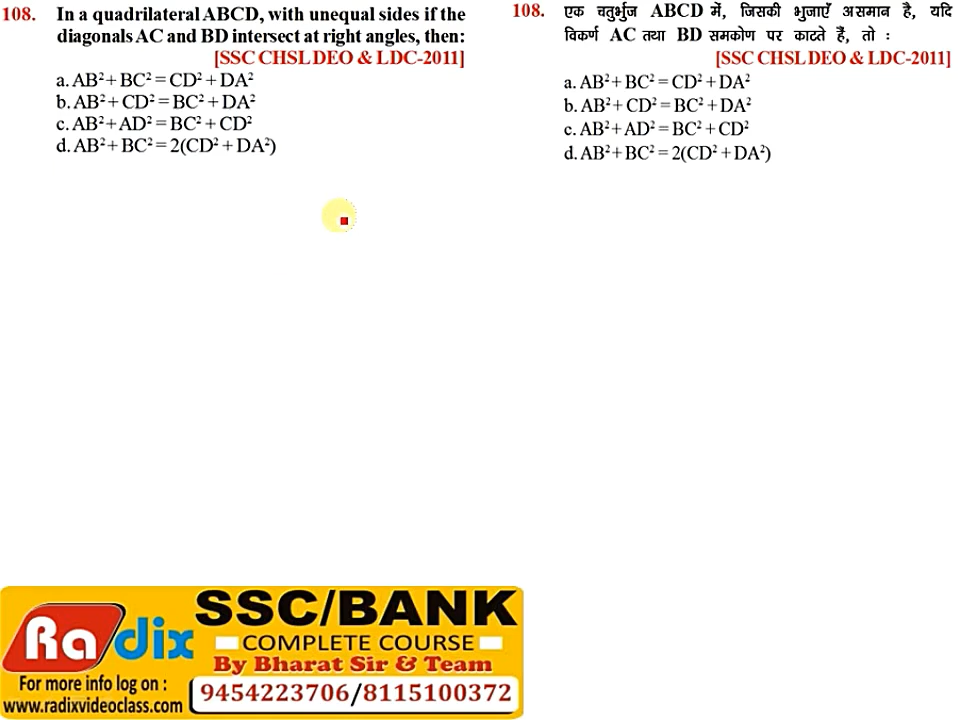 108. In a quadrilateral ABCD, with unequal sides if the
diagonals AC and BD intersect at right angles, then:
[SSC CHSL DEO & LDC-2011]
a. AB² + BC² = CD² + DA²
b. AB² + CD² = BC² + DA²
c. AB² + AD² = BC² + CD²
d. AB² + BC² = 2(CD² + DA²)
108. एक चतुर्भुज ABCD में, जिसकी भुजाएँ असमान है, यदि
विकर्ण AC तथा BD समकोण पर काटते हैं, तो :
[SSC CHSL DEO & LDC-2011]
a. AB² + BC² = CD² + DA²
b. AB² + CD² = BC² + DA²
c. AB² + AD² = BC² + CD²
d. AB² + BC² = 2(CD² + DA²)
Radix
For more info log on :
www.radixvideoclass.com
SSC/BANK
COMPLETE COURSE
By Bharat Sir & Team
9454223706/8115100372